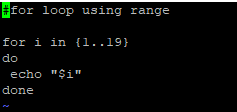 #for loop using range
for i in {1..19}
do
 echo "$i"
done
~